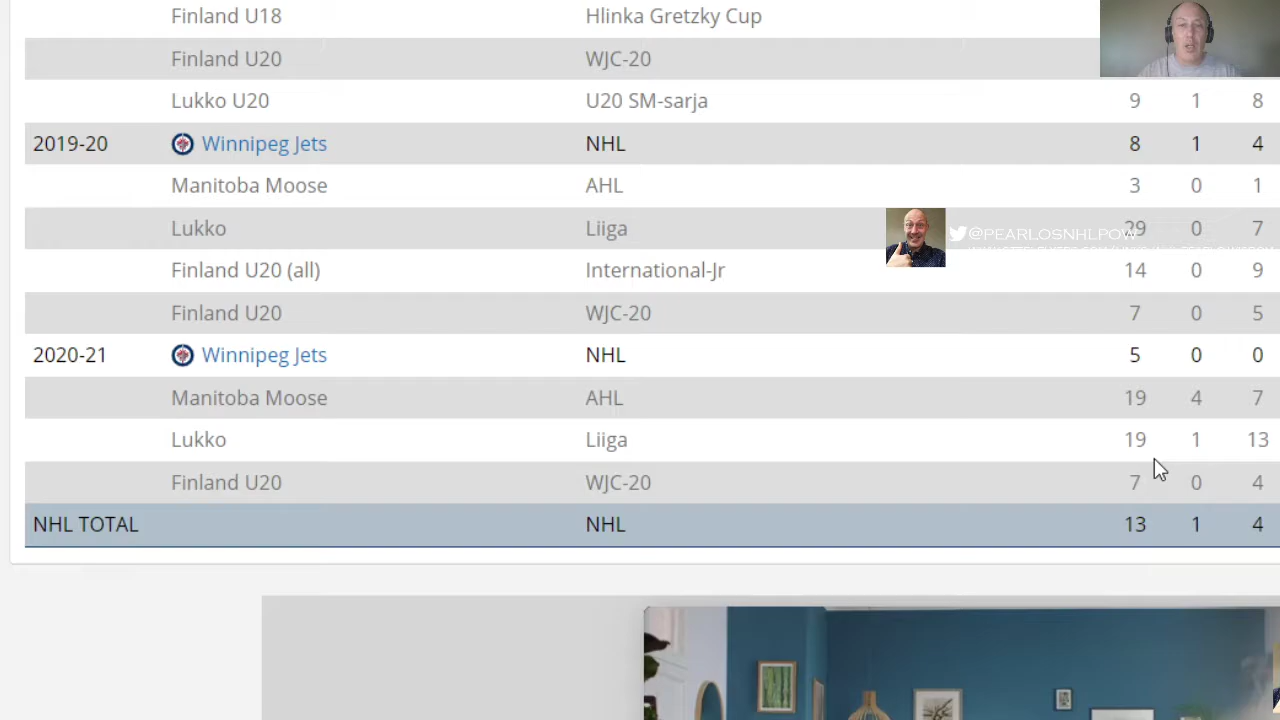 Finland U18 Hlinka Gretzky Cup
Finland U20 WJC-20
Lukko U20 U20 SM-sarja 9 1 8
2019-20 Winnipeg Jets NHL 8 1 4
Manitoba Moose AHL 3 0 1
Lukko Liiga 29 0 7
@PEARLOSNHLPOW
Finland U20 (all) International-Jr 14 0 9
Finland U20 WJC-20 7 0 5
2020-21 Winnipeg Jets NHL 5 0 0
Manitoba Moose AHL 19 4 7
Lukko Liiga 19 1 13
Finland U20 WJC-20 7 0 4
NHL TOTAL NHL 13 1 4